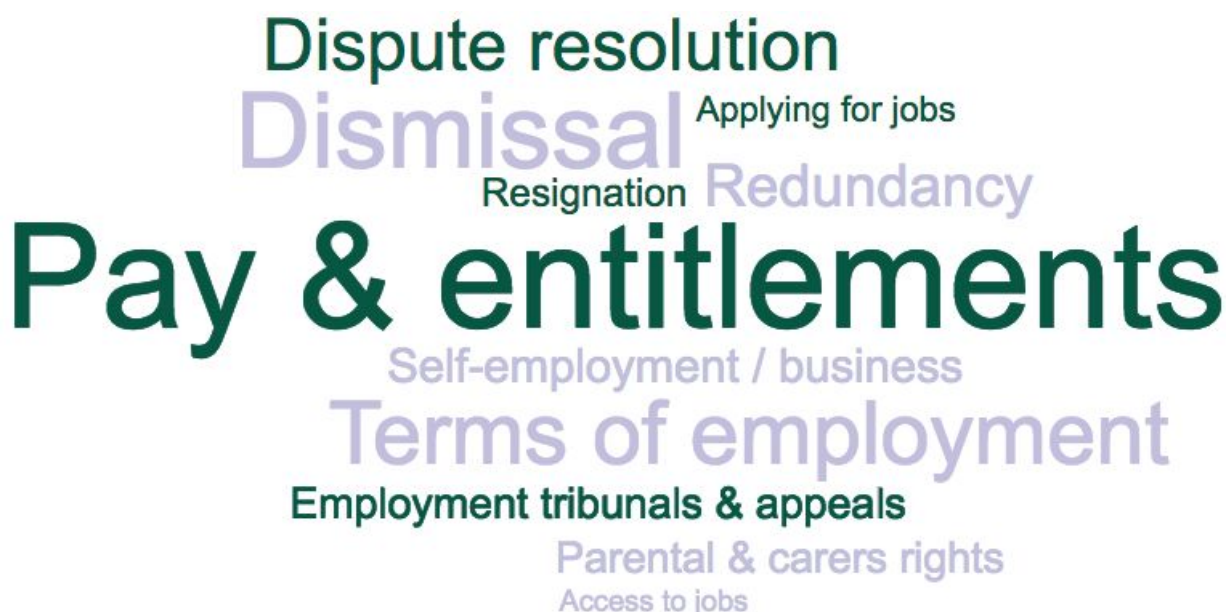 Dispute resolution
Dismissal
Applying for jobs
Resignation
Redundancy
Pay & entitlements
Self-employment / business
Terms of employment
Employment tribunals & appeals
Parental & carers rights
Access to jobs